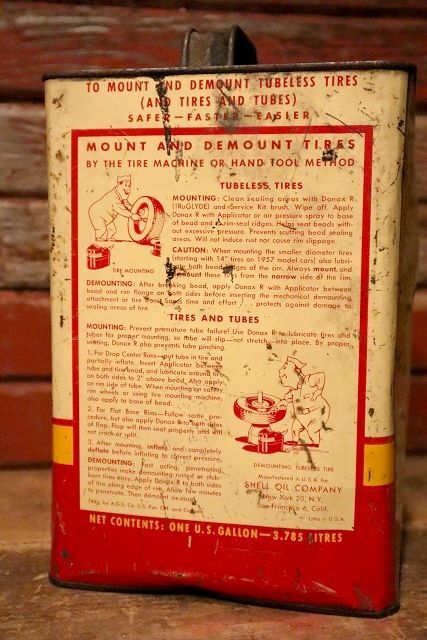 TO MOUNT AND DEMOUNT TUBELESS TIRES
(AND TIRES AND TUBES)
SAFER—FASTER—EASIER
MOUNT AND DEMOUNT TIRES
BY THE TIRE MACHINE OR HAND TOOL METHOD
TUBELESS TIRES
MOUNTING: Clean sealing areas with Donax R
(IRuGLYDE) and Service Kit brush. Wipe off. Apply
Donax R with Applicator or air pressure spray to base
of bead and rim-seal ridges. Helps seat beads with-
out excessive pressure. Prevents scuffing bead sealing
areas. Will not induce rust nor cause rim slippage.
CAUTION: When mounting the smaller diameter tires
(starting with 14" tires on 1957 model cars) also lubri-
both bead edges of the rim. Always mount and
the narrow side of the rim.
TIRE MOUNTING
DEMOUNTING: After breaking bead, apply Donax R with Applicator between
bead and rim flange on both sides before inserting the mechanical demounting
attachment or tire tool. Saves time and effort . . . protects against damage to
sealing areas of tire.
TIRES AND TUBES
MOUNTING: Prevent premature tube failure! Use Donax R to lubricate tires and
tubes for proper mounting, so tube will slip—not stretch—into place. By proper
seating, Donax R also prevents tube pinching.
1. For Drop Center Rims—put tube in tire and
partially inflate. Insert Applicator between
tube and tire bead, and lubricate around tire
on both sides to 2" above bead. Also apply
on rim side of tube. When mounting on safety
rim wheels or using tire mounting machine,
also apply to base of bead.
2. For Flat Base Rims—Follow same pro-
cedure, but also apply Donax R to both sides
of flap. Flap will then seat properly and will
not crack or split.
3. After mounting, inflate and completely
deflate before inflating to correct pressure.
DEMOUNTING: Fast acting, penetrating
properties make demounting rusted or stub-
born tires easy. Apply Donax R to both sides
of tire along edge of rim. Allow few minutes
to penetrate. Then demount as usual.
Mfg. by A.G.S. Co. U.S. Pat. Off. and
DEMOUNTING TUBELESS TIRE
Manufactured in U.S.A. for
SHELL OIL COMPANY
New York 20, N.Y.
San Francisco 6, Calif.
Litho in U.S.A.
NET CONTENTS: ONE U.S. GALLON—3.785 LITRES